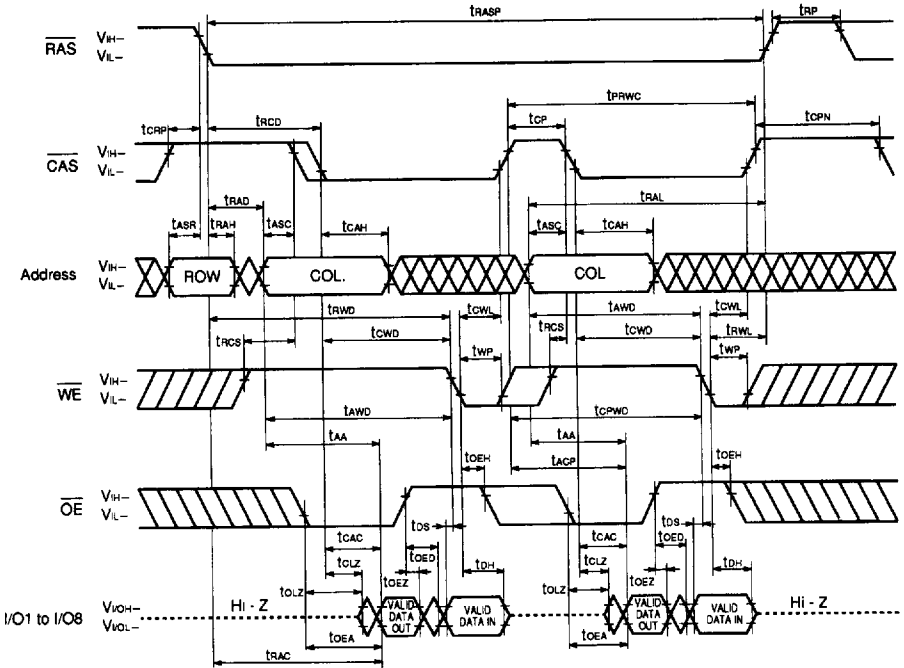 tRASP tRP
RAS VIH– VIL–
tPRWC
tCRP tRCD tCP tCPN
CAS VIH– VIL–
tRAD tRAL
tASR tRAH tASC tCAH tASC tCAH
Address VIH– VIL– ROW COL. COL
tRWD tCWL tAWD tCWL
tRCS tCWD tRCS tCWD tRWL
tWP tWP
WE VIH– VIL–
tAWD tCPWD
tAA tOEH tAA tOEH
tACP
OE VIH– VIL–
tCAC tDS tCAC tDS
tCLZ tOED tCLZ tOED
tOLZ tOEZ tDH tOLZ tOEZ tDH
I/O1 to I/O8 VI/OH– VI/OL– Hi - Z VALID DATA OUT VALID DATA IN VALID DATA OUT VALID DATA IN Hi - Z
tOEA tOEA
tRAC